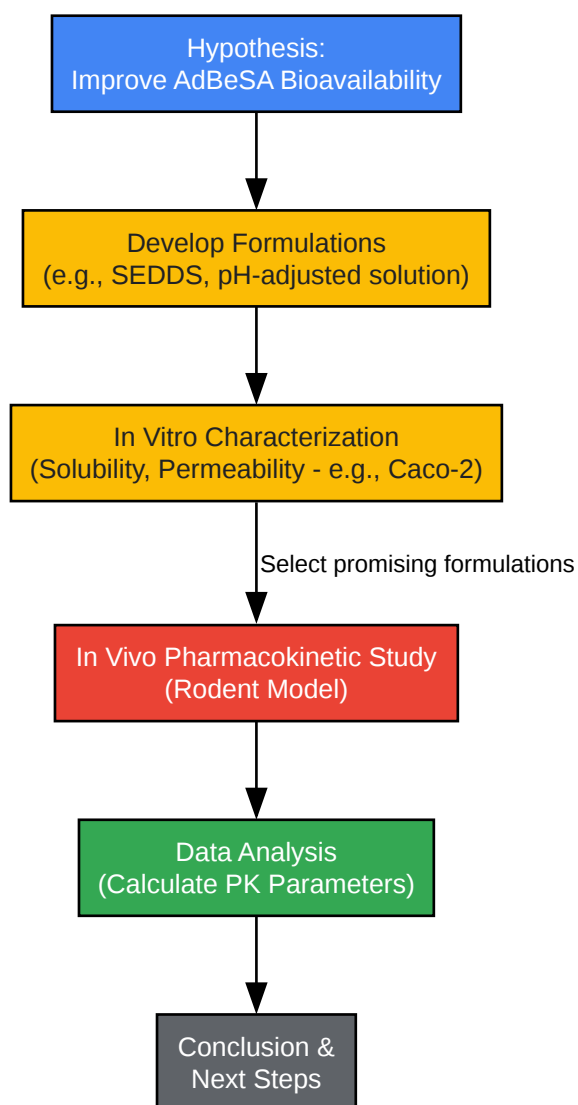 Hypothesis:
Improve AdBeSA Bioavailability
Develop Formulations
(e.g., SEDDS, pH-adjusted solution)
In Vitro Characterization
(Solubility, Permeability - e.g., Caco-2)
Select promising formulations
In Vivo Pharmacokinetic Study
(Rodent Model)
Data Analysis
(Calculate PK Parameters)
Conclusion &
Next Steps